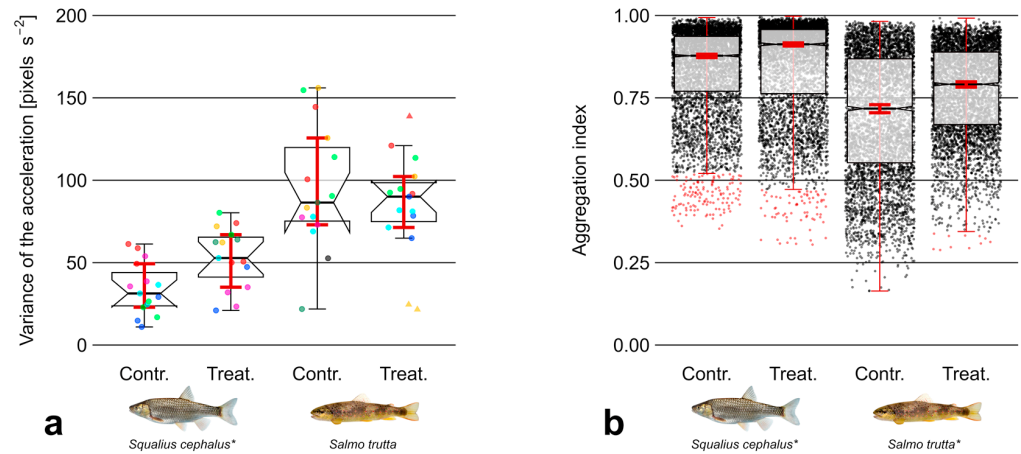 Variance of the acceleration [pixels s⁻²]
200
150
100
50
0
Contr. Treat. Contr. Treat.
a
Squalius cephalus* Salmo trutta
Aggregation index
1.00
0.75
0.50
0.25
0.00
Contr. Treat. Contr. Treat.
b
Squalius cephalus* Salmo trutta*